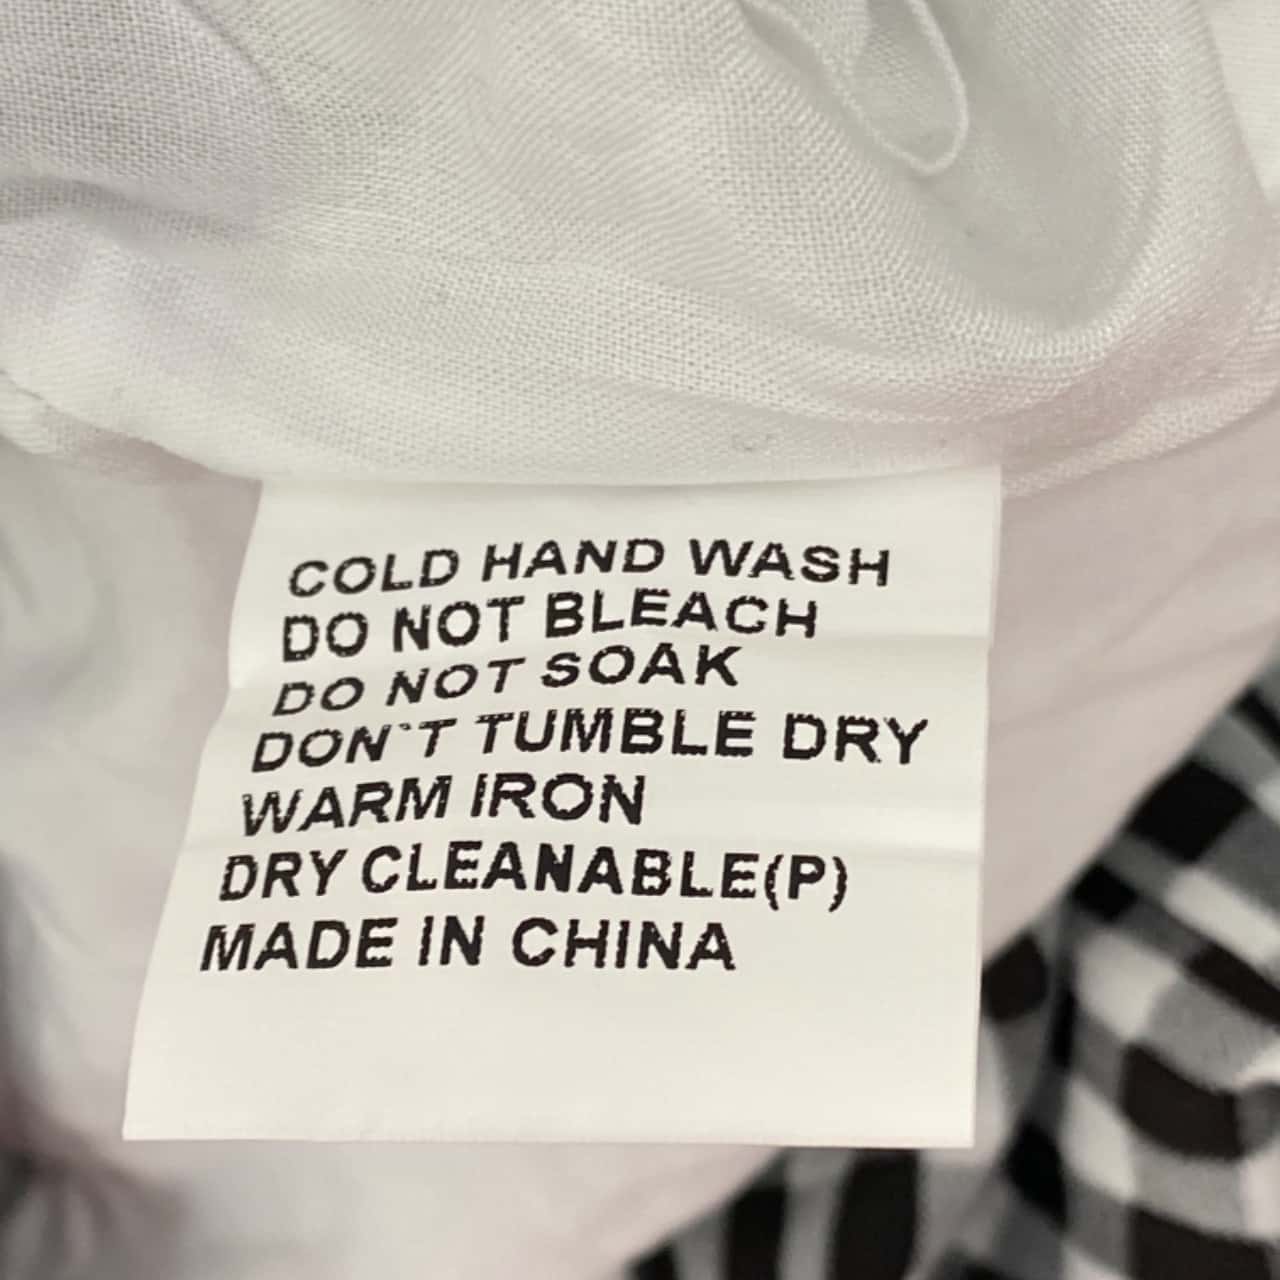 COLD HAND WASH
DO NOT BLEACH
DO NOT SOAK
DON`T TUMBLE DRY
WARM IRON
DRY CLEANABLE(P)
MADE IN CHINA